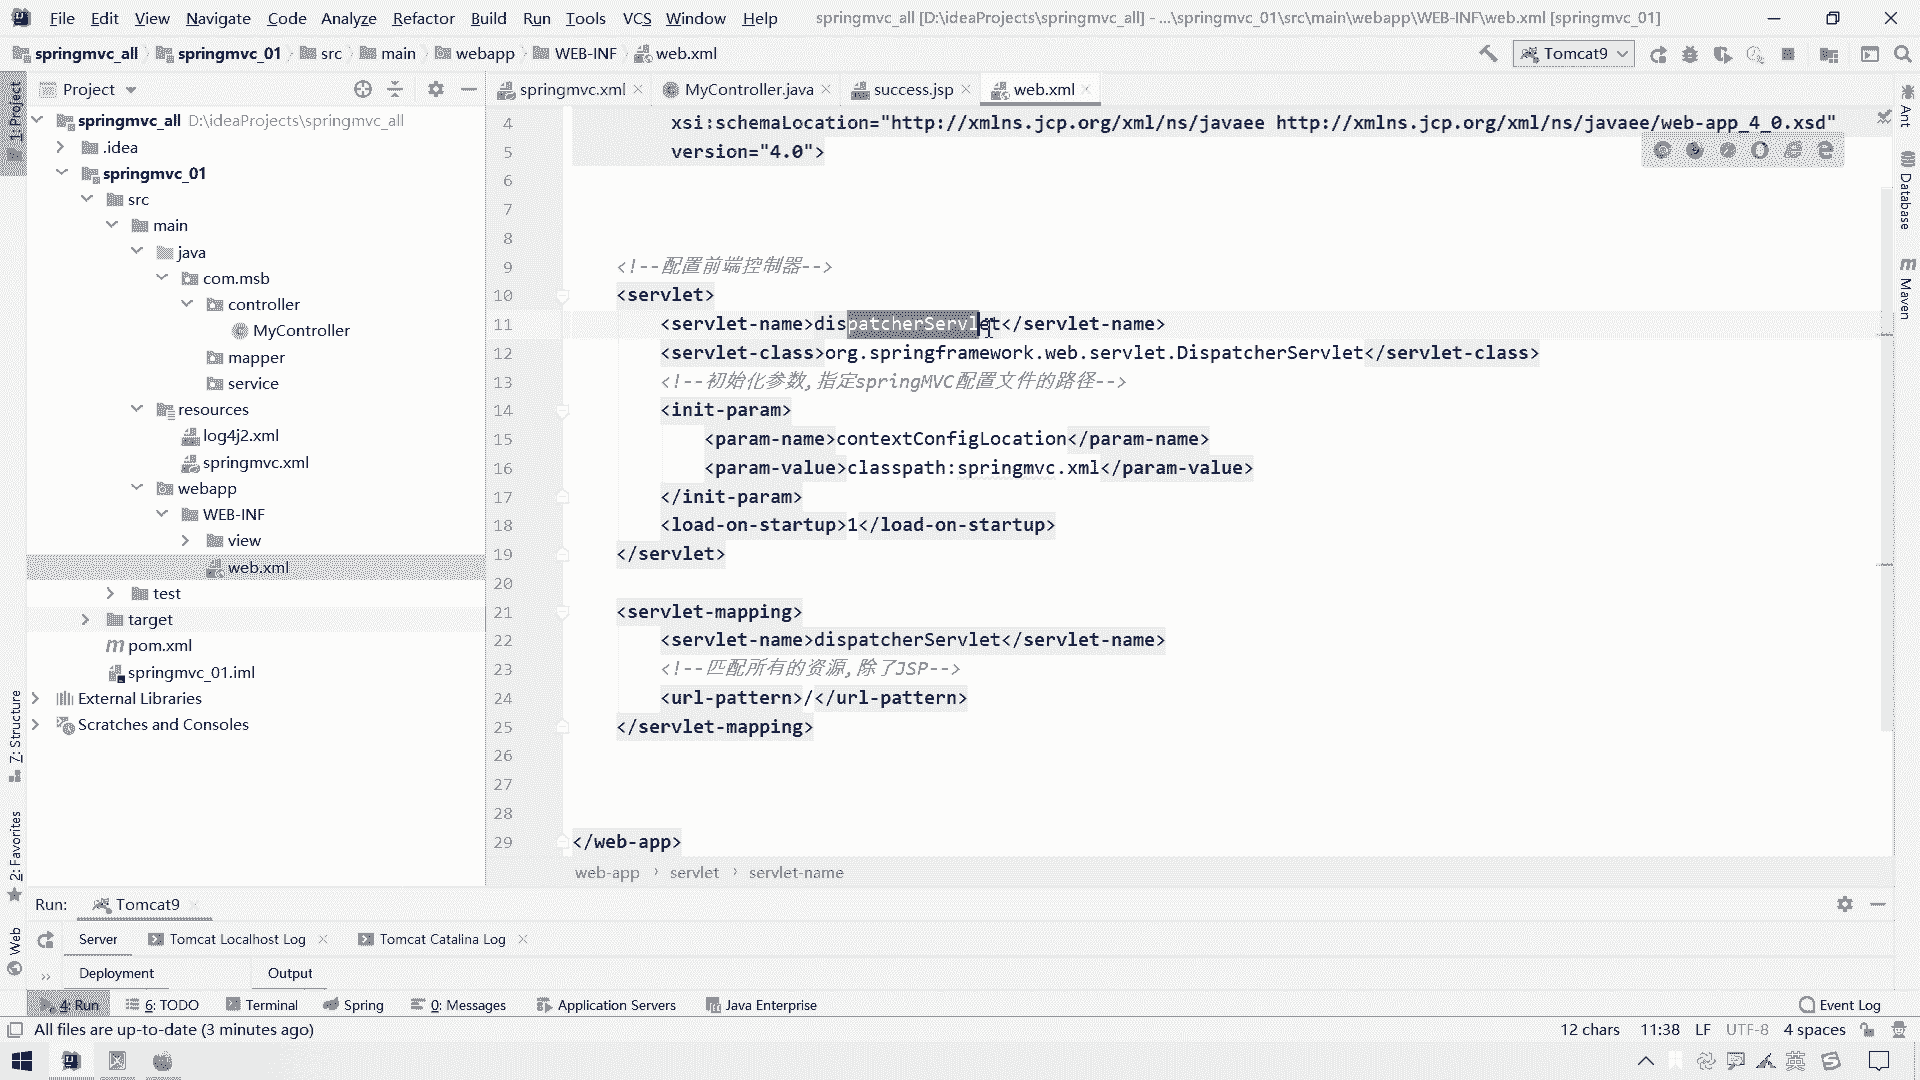 File Edit View Navigate Code Analyze Refactor Build Run Tools VCS Window Help springmvc_all [D:\ideaProjects\springmvc_all] - ...\springmvc_01\src\main\webapp\WEB-INF\web.xml [springmvc_01]
springmvc_all springmvc_01 src main webapp WEB-INF web.xml Tomcat9
Project springmvc.xml MyController.java success.jsp web.xml
1: Project
springmvc_all D:\ideaProjects\springmvc_all
.idea
springmvc_01
src
main
java
com.msb
controller
MyController
mapper
service
resources
log4j2.xml
springmvc.xml
webapp
WEB-INF
view
web.xml
test
target
pom.xml
springmvc_01.iml
External Libraries
Scratches and Consoles
7: Structure
2: Favorites
Web
4 xsi:schemaLocation="http://xmlns.jcp.org/xml/ns/javaee http://xmlns.jcp.org/xml/ns/javaee/web-app_4_0.xsd"
5 version="4.0">
6
7
8
9 <!--配置前端控制器-->
10 <servlet>
11 <servlet-name>dispatcherServlet</servlet-name>
12 <servlet-class>org.springframework.web.servlet.DispatcherServlet</servlet-class>
13 <!--初始化参数,指定springMVC配置文件的路径-->
14 <init-param>
15 <param-name>contextConfigLocation</param-name>
16 <param-value>classpath:springmvc.xml</param-value>
17 </init-param>
18 <load-on-startup>1</load-on-startup>
19 </servlet>
20
21 <servlet-mapping>
22 <servlet-name>dispatcherServlet</servlet-name>
23 <!--匹配所有的资源,除了JSP-->
24 <url-pattern>/</url-pattern>
25 </servlet-mapping>
26
27
28
29 </web-app>
web-app › servlet › servlet-name
Ant
Database
Maven
Run: Tomcat9
Server Tomcat Localhost Log Tomcat Catalina Log
» Deployment Output
4: Run 6: TODO Terminal Spring 0: Messages Application Servers Java Enterprise Event Log
All files are up-to-date (3 minutes ago) 12 chars 11:38 LF UTF-8 4 spaces
英